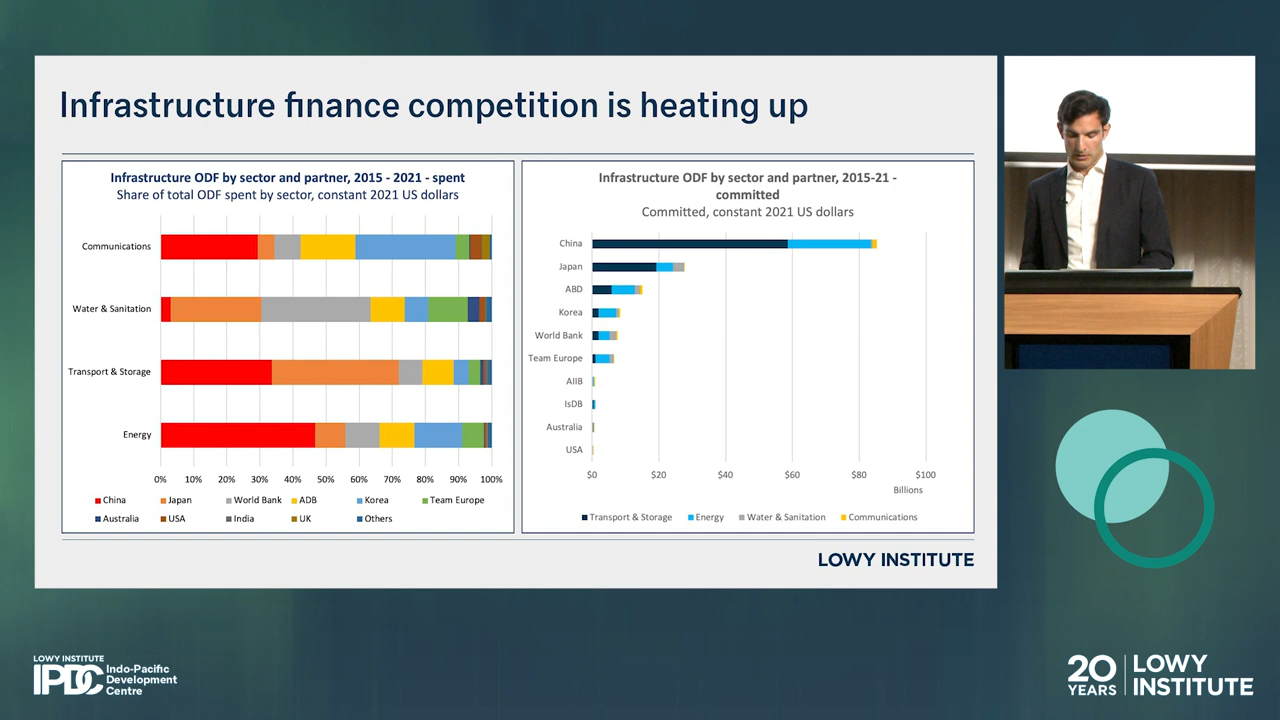 Infrastructure finance competition is heating up
Infrastructure ODF by sector and partner, 2015 - 2021 - spent
Share of total ODF spent by sector, constant 2021 US dollars
Communications
Water & Sanitation
Transport & Storage
Energy
0% 10% 20% 30% 40% 50% 60% 70% 80% 90% 100%
China Japan World Bank ADB Korea Team Europe
Australia USA India UK Others
Infrastructure ODF by sector and partner, 2015-21 -
committed
Committed, constant 2021 US dollars
China
Japan
ABD
Korea
World Bank
Team Europe
AIIB
IsDB
Australia
USA
$0 $20 $40 $60 $80 $100
Billions
Transport & Storage Energy Water & Sanitation Communications
LOWY INSTITUTE
LOWY INSTITUTE
IPDC
Indo-Pacific
Development
Centre
20
YEARS
LOWY
INSTITUTE